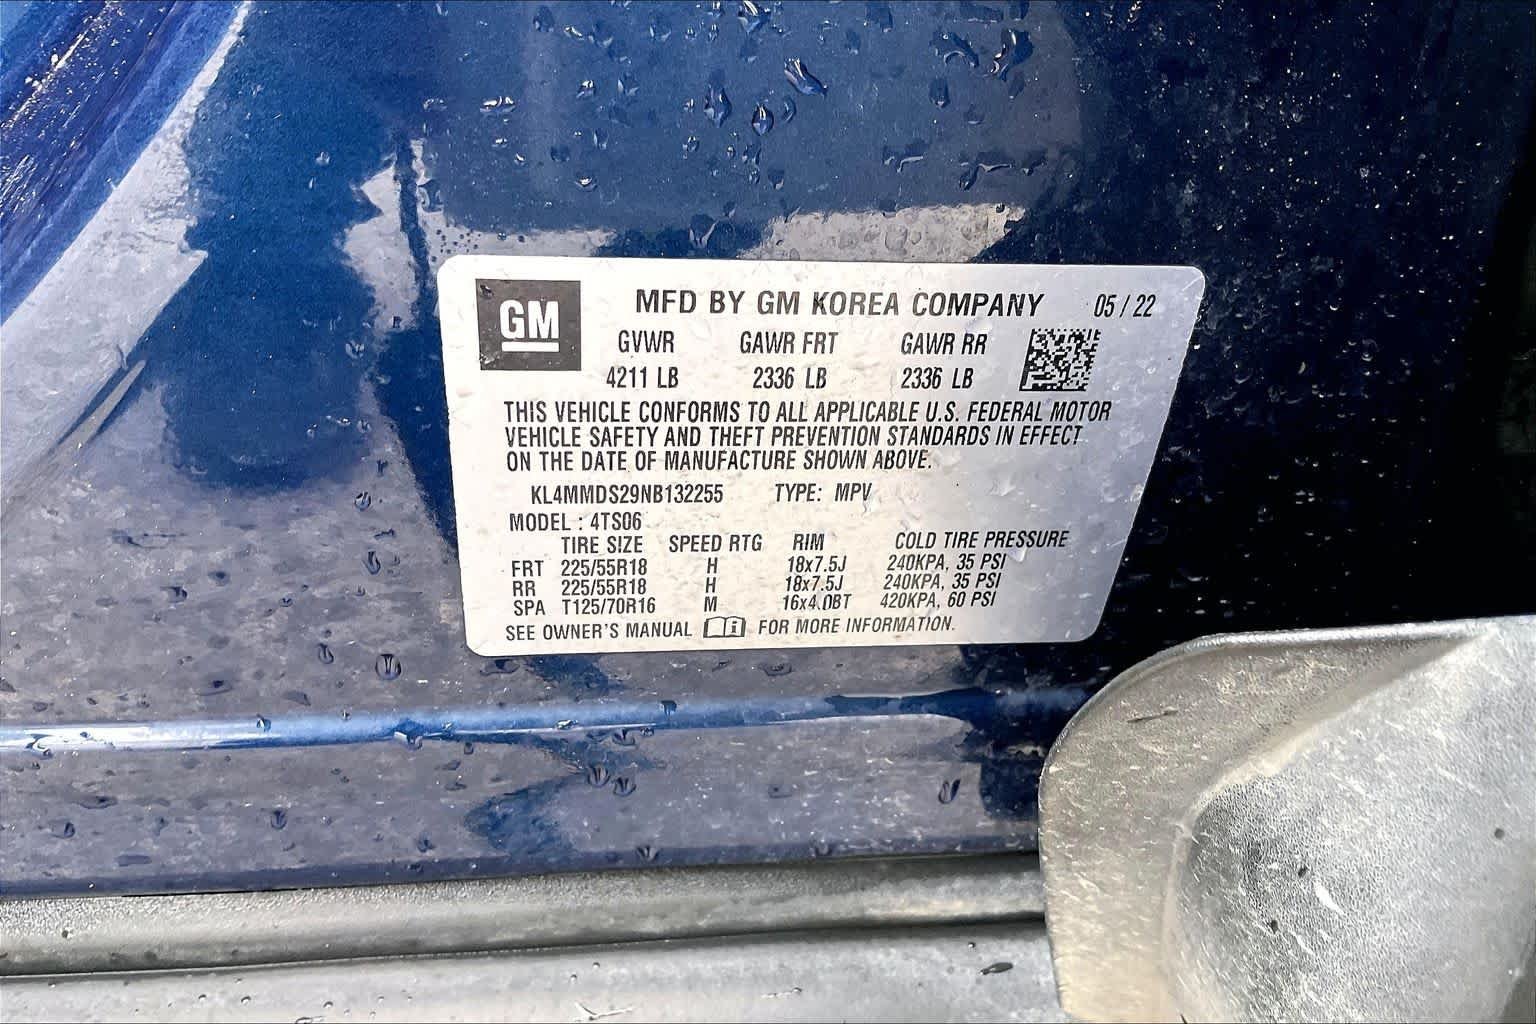 GM MFD BY GM KOREA COMPANY 05 / 22
GVWR GAWR FRT GAWR RR
4211 LB 2336 LB 2336 LB
THIS VEHICLE CONFORMS TO ALL APPLICABLE U.S. FEDERAL MOTOR
VEHICLE SAFETY AND THEFT PREVENTION STANDARDS IN EFFECT
ON THE DATE OF MANUFACTURE SHOWN ABOVE.
KL4MMDS29NB132255 TYPE: MPV
MODEL : 4TS06
TIRE SIZE SPEED RTG RIM COLD TIRE PRESSURE
FRT 225/55R18 H 18x7.5J 240KPA, 35 PSI
RR 225/55R18 H 18x7.5J 240KPA, 35 PSI
SPA T125/70R16 M 16x4.0BT 420KPA, 60 PSI
SEE OWNER'S MANUAL i FOR MORE INFORMATION.